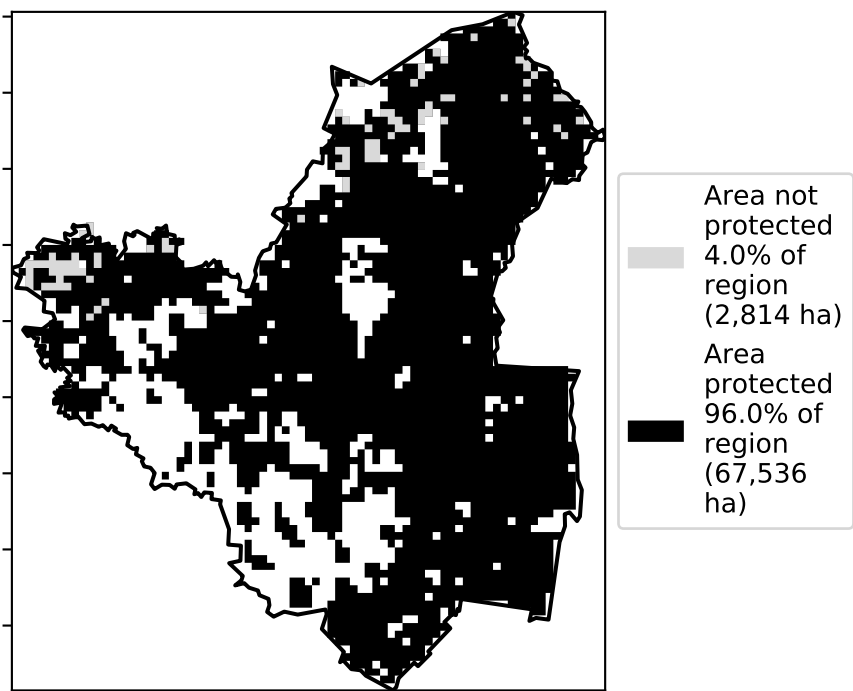 Area not
protected
4.0% of
region
(2,814 ha)
Area
protected
96.0% of
region
(67,536
ha)